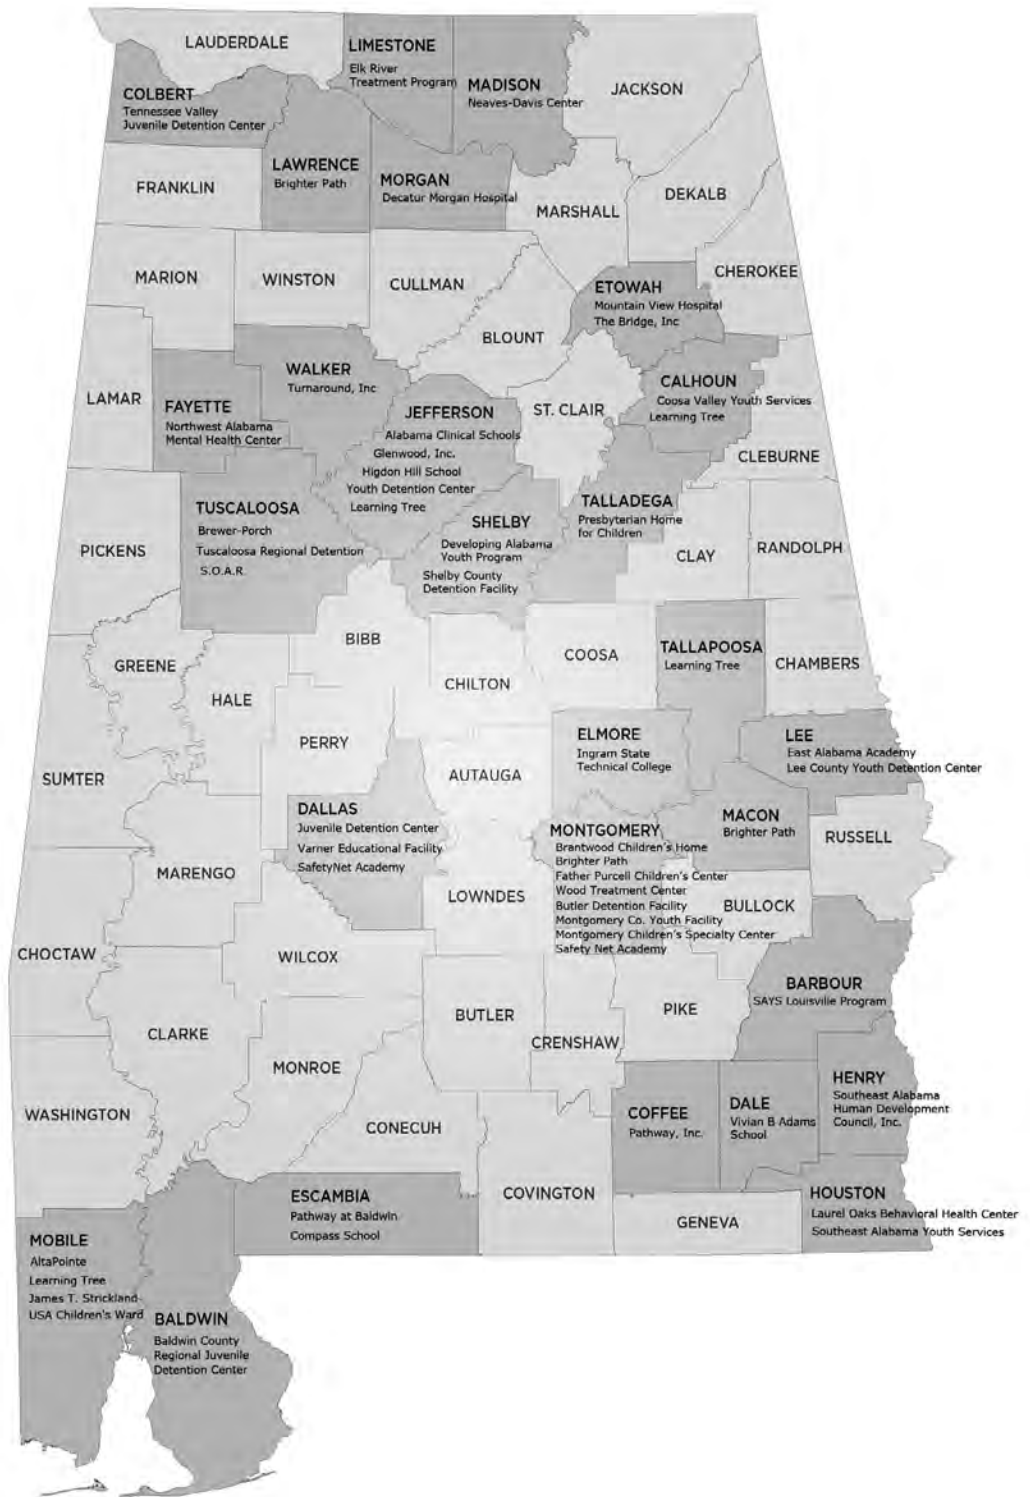 LAUDERDALE
LIMESTONE
Elk River
Treatment Program
MADISON
Neaves-Davis Center
JACKSON
COLBERT
Tennessee Valley
Juvenile Detention Center
LAWRENCE
Brighter Path
MORGAN
Decatur Morgan Hospital
FRANKLIN
MARSHALL
DEKALB
MARION
WINSTON
CULLMAN
CHEROKEE
ETOWAH
Mountain View Hospital
The Bridge, Inc
BLOUNT
WALKER
Turnaround, Inc
LAMAR
FAYETTE
Northwest Alabama
Mental Health Center
JEFFERSON
Alabama Clinical Schools
Glenwood, Inc.
Higdon Hill School
Youth Detention Center
Learning Tree
ST. CLAIR
CALHOUN
Coosa Valley Youth Services
Learning Tree
CLEBURNE
TUSCALOOSA
Brewer-Porch
Tuscaloosa Regional Detention
S.O.A.R.
SHELBY
Developing Alabama
Youth Program
Shelby County
Detention Facility
TALLADEGA
Presbyterian Home
for Children
PICKENS
CLAY
RANDOLPH
BIBB
GREENE
HALE
CHILTON
COOSA
TALLAPOOSA
Learning Tree
CHAMBERS
PERRY
SUMTER
AUTAUGA
ELMORE
Ingram State
Technical College
LEE
East Alabama Academy
Lee County Youth Detention Center
DALLAS
Juvenile Detention Center
Varner Educational Facility
SafetyNet Academy
MACON
Brighter Path
RUSSELL
MONTGOMERY
Brantwood Children's Home
Brighter Path
Father Purcell Children's Center
Wood Treatment Center
Butler Detention Facility
Montgomery Co. Youth Facility
Montgomery Children's Specialty Center
Safety Net Academy
MARENGO
LOWNDES
BULLOCK
CHOCTAW
WILCOX
BARBOUR
SAYS Louisville Program
CLARKE
BUTLER
PIKE
CRENSHAW
MONROE
HENRY
Southeast Alabama
Human Development
Council, Inc.
WASHINGTON
CONECUH
COFFEE
Pathway, Inc.
DALE
Vivian B Adams
School
ESCAMBIA
Pathway at Baldwin
Compass School
COVINGTON
GENEVA
HOUSTON
Laurel Oaks Behavioral Health Center
Southeast Alabama Youth Services
MOBILE
AltaPointe
Learning Tree
James T. Strickland
USA Children's Ward
BALDWIN
Baldwin County
Regional Juvenile
Detention Center